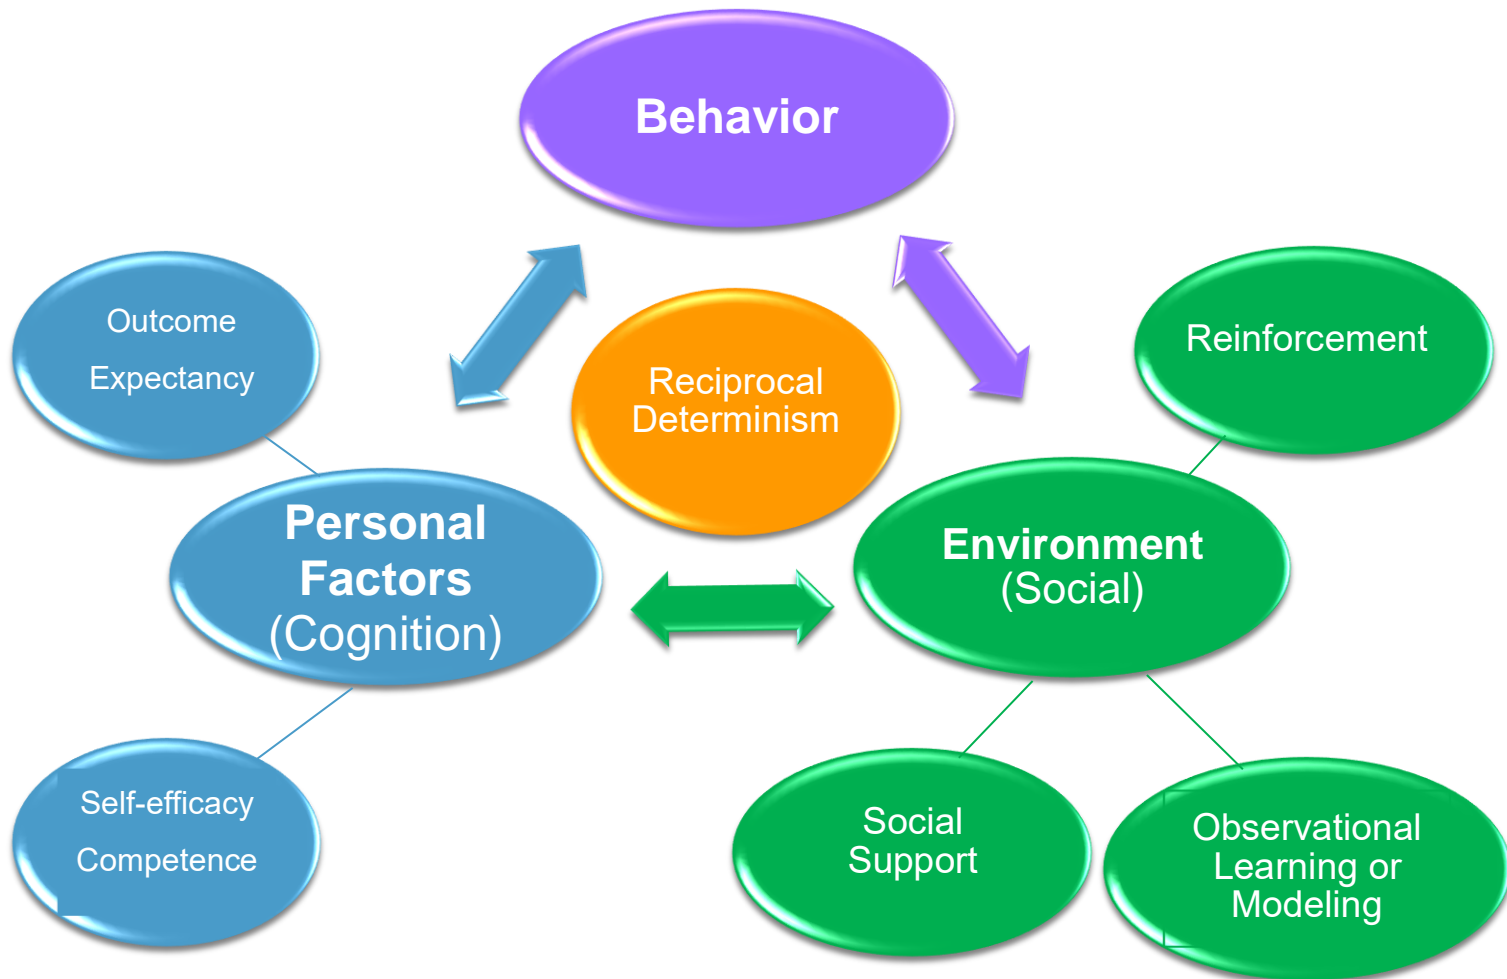 Behavior
Outcome
Expectancy
Reciprocal
Determinism
Reinforcement
Personal
Factors
(Cognition)
Environment
(Social)
Self-efficacy
Competence
Social
Support
Observational
Learning or
Modeling